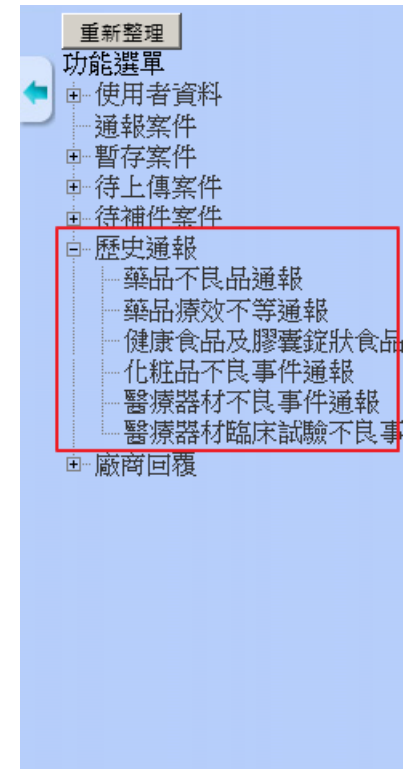 重新整理
功能選單
使用者資料
通報案件
暫存案件
待上傳案件
待補件案件
歷史通報
藥品不良品通報
藥品療效不等通報
健康食品及膠囊錠狀食品
化粧品不良事件通報
醫療器材不良事件通報
醫療器材臨床試驗不良事
廠商回覆